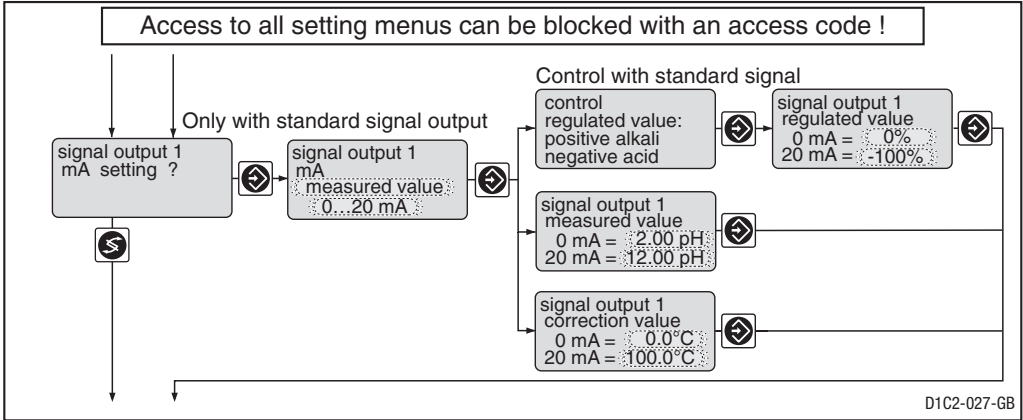 Access to all setting menus can be blocked with an access code !
Control with standard signal
Only with standard signal output
signal output 1
mA setting ?
signal output 1
mA
measured value
0...20 mA
control
regulated value:
positive alkali
negative acid
signal output 1
regulated value
0 mA = 0%
20 mA = -100%
signal output 1
measured value
0 mA = 2.00 pH
20 mA = 12.00 pH
signal output 1
correction value
0 mA = 0.0°C
20 mA = 100.0°C
D1C2-027-GB